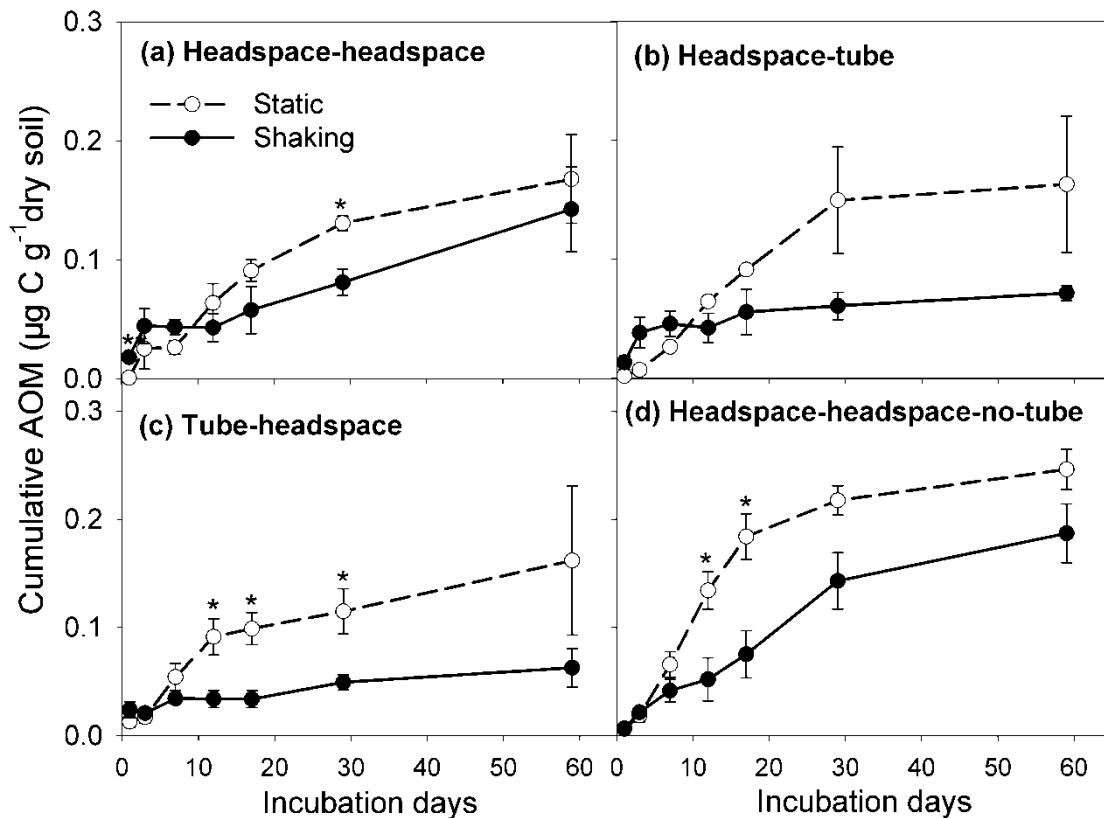 0.3
(a) Headspace-headspace
(b) Headspace-tube
Static
Shaking
0.2
*
0.1
*
*
0.0
0.3
(c) Tube-headspace
(d) Headspace-headspace-no-tube
0.2
*
*
*
*
*
0.1
0.0
0 10 20 30 40 50 60
0 10 20 30 40 50 60
Incubation days
Incubation days
Cumulative AOM (µg C g⁻¹dry soil)